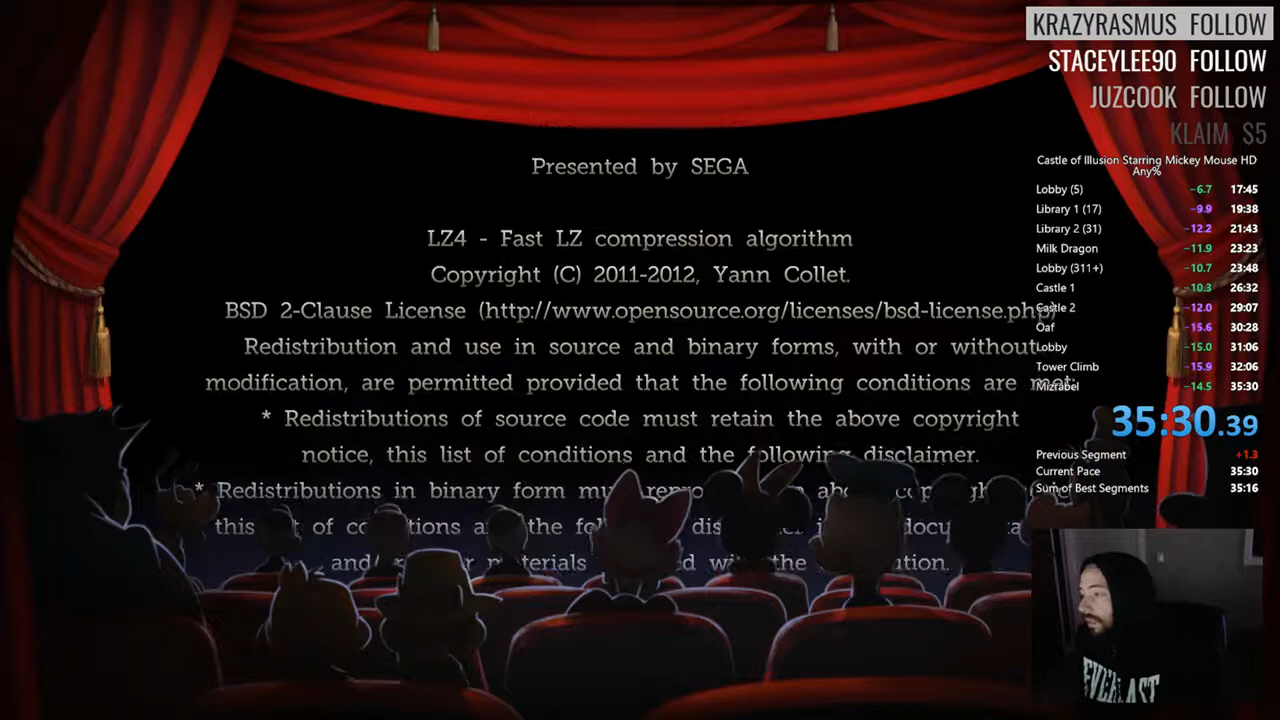 KRAZYRASMUS FOLLOW
STACEYLEE90 FOLLOW
JUZCOOK FOLLOW
KLAIM $5
Presented by SEGA
LZ4 - Fast LZ compression algorithm
Copyright (C) 2011-2012, Yann Collet.
BSD 2-Clause License (http://www.opensource.org/licenses/bsd-license.php)
Redistribution and use in source and binary forms, with or without
modification, are permitted provided that the following conditions are met:
* Redistributions of source code must retain the above copyright
notice, this list of conditions and the following disclaimer.
* Redistributions in binary form
this of the
the
Castle of Illusion Starring Mickey Mouse HD
Any%
Lobby (5) -6.7 17:45
Library 1 (17) -9.9 19:38
Library 2 (31) -12.2 21:43
Milk Dragon -11.9 23:23
Lobby (311+) -10.7 23:48
Castle 1 -10.3 26:32
Castle 2 -12.0 29:07
Oaf -15.6 30:28
Lobby -15.0 31:06
Tower Climb -15.9 32:06
Mizrabel -14.5 35:30
35:30.39
Previous Segment +1.3
Current Pace 35:30
Sum of Best Segments 35:16
EVERLAST